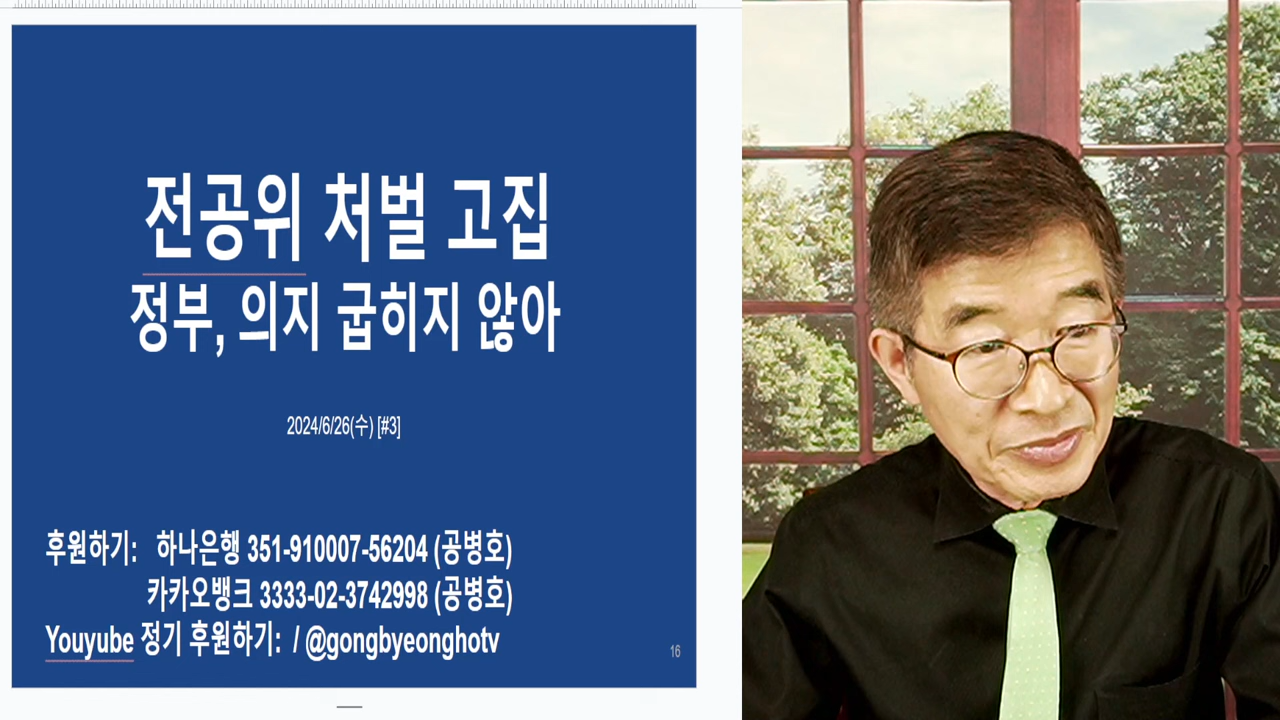 전공위 처벌 고집
정부, 의지 굽히지 않아
2024/6/26(수) [#3]
후원하기: 하나은행 351-910007-56204 (공병호)
카카오뱅크 3333-02-3742998 (공병호)
Youyube 정기 후원하기: / @gongbyeonghotv
16